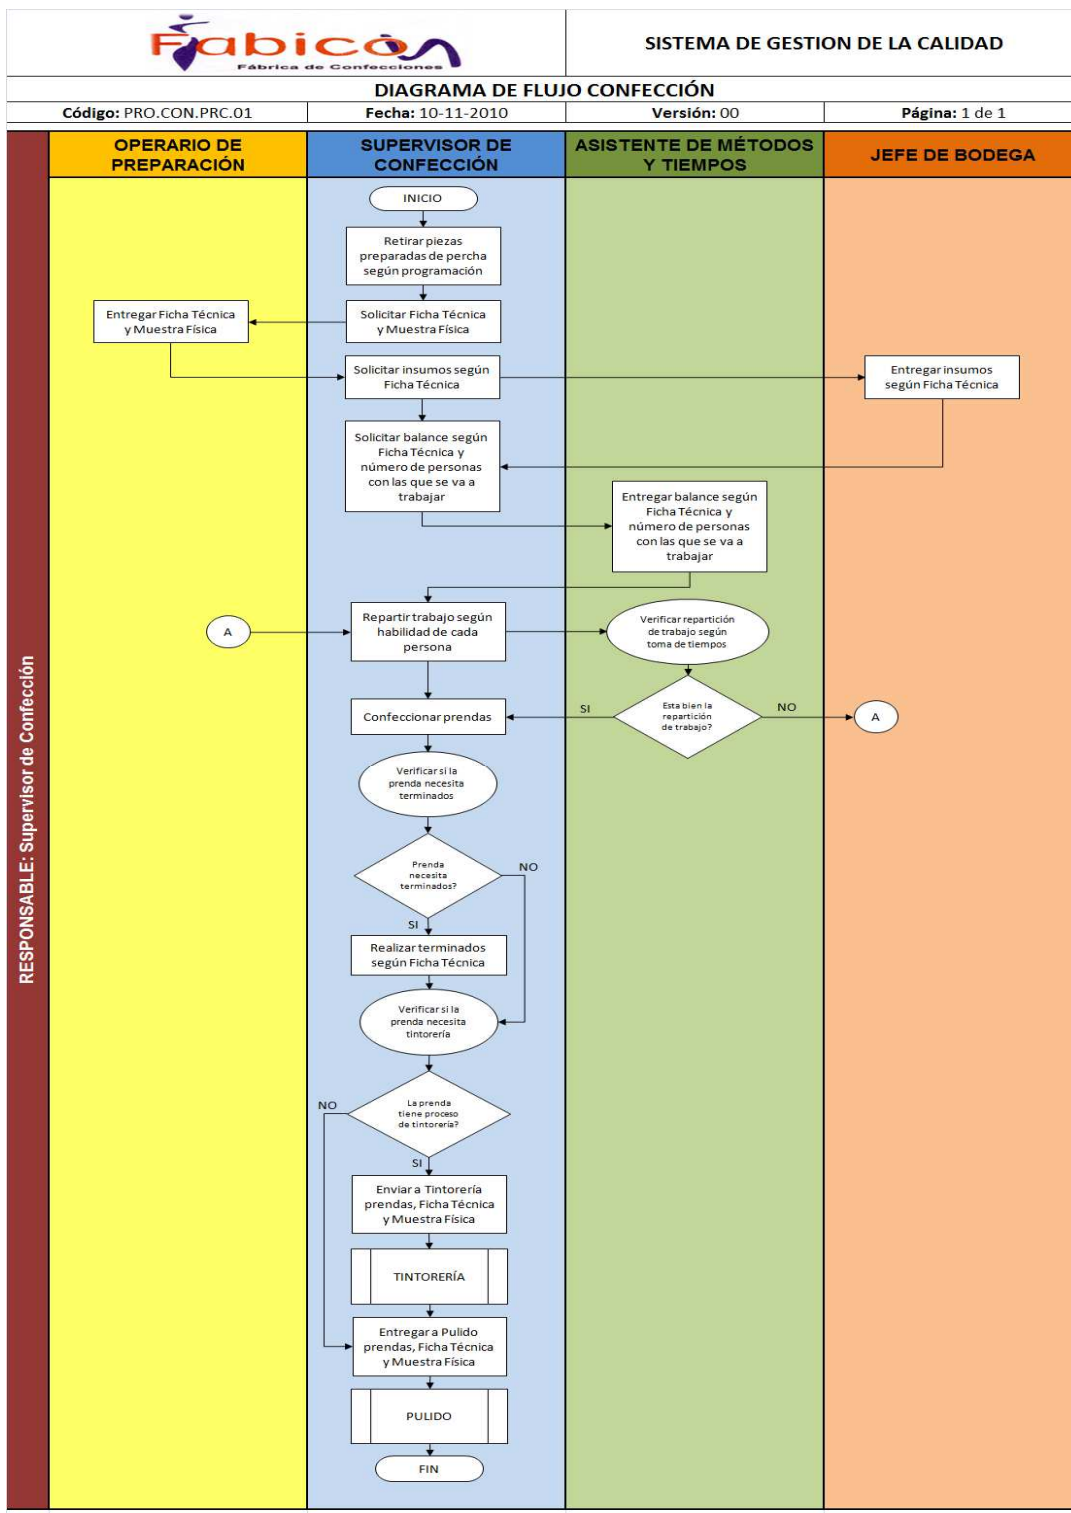 Fabicòn
Fábrica de Confecciones
SISTEMA DE GESTION DE LA CALIDAD
DIAGRAMA DE FLUJO CONFECCIÓN
Código: PRO.CON.PRC.01
Fecha: 10-11-2010
Versión: 00
Página: 1 de 1
RESPONSABLE: Supervisor de Confección
OPERARIO DE
PREPARACIÓN
SUPERVISOR DE
CONFECCIÓN
ASISTENTE DE MÉTODOS
Y TIEMPOS
JEFE DE BODEGA
INICIO
Retirar piezas
preparadas de percha
según programación
Entregar Ficha Técnica
y Muestra Física
Solicitar Ficha Técnica
y Muestra Física
Solicitar insumos según
Ficha Técnica
Entregar insumos
según Ficha Técnica
Solicitar balance según
Ficha Técnica y
número de personas
con las que se va a
trabajar
Entregar balance según
Ficha Técnica y
número de personas
con las que se va a
trabajar
A
Repartir trabajo según
habilidad de cada
persona
Verificar repartición
de trabajo según
toma de tiempos
Confeccionar prendas
SI
Esta bien la
repartición
de trabajo?
NO
A
Verificar si la
prenda necesita
terminados
Prenda
necesita
terminados?
NO
SI
Realizar terminados
según Ficha Técnica
Verificar si la
prenda necesita
tintorería
NO
La prenda
tiene proceso
de tintorería?
SI
Enviar a Tintorería
prendas, Ficha Técnica
y Muestra Física
TINTORERÍA
Entregar a Pulido
prendas, Ficha Técnica
y Muestra Física
PULIDO
FIN